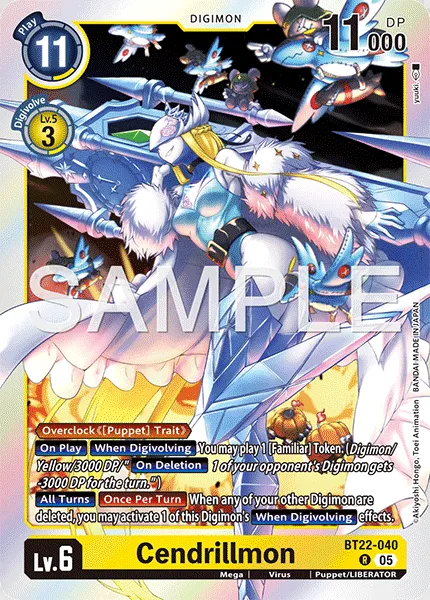 Play
DIGIMON
DP
11
11000
Digivolve
Lv.5
3
yuuki
SAMPLE
Overclock《[Puppet] Trait》
On Play When Digivolving You may play 1 [Familiar] Token. (Digimon/
Yellow/3000 DP/" On Deletion 1 of your opponent's Digimon gets
-3000 DP for the turn.")
All Turns Once Per Turn When any of your other Digimon are
deleted, you may activate 1 of this Digimon's When Digivolving effects.
©Akiyoshi Hongo, Toei Animation BANDAI MADE IN JAPAN
Lv.6
Cendrillmon
BT22-040
R 05
Mega Virus Puppet/LIBERATOR